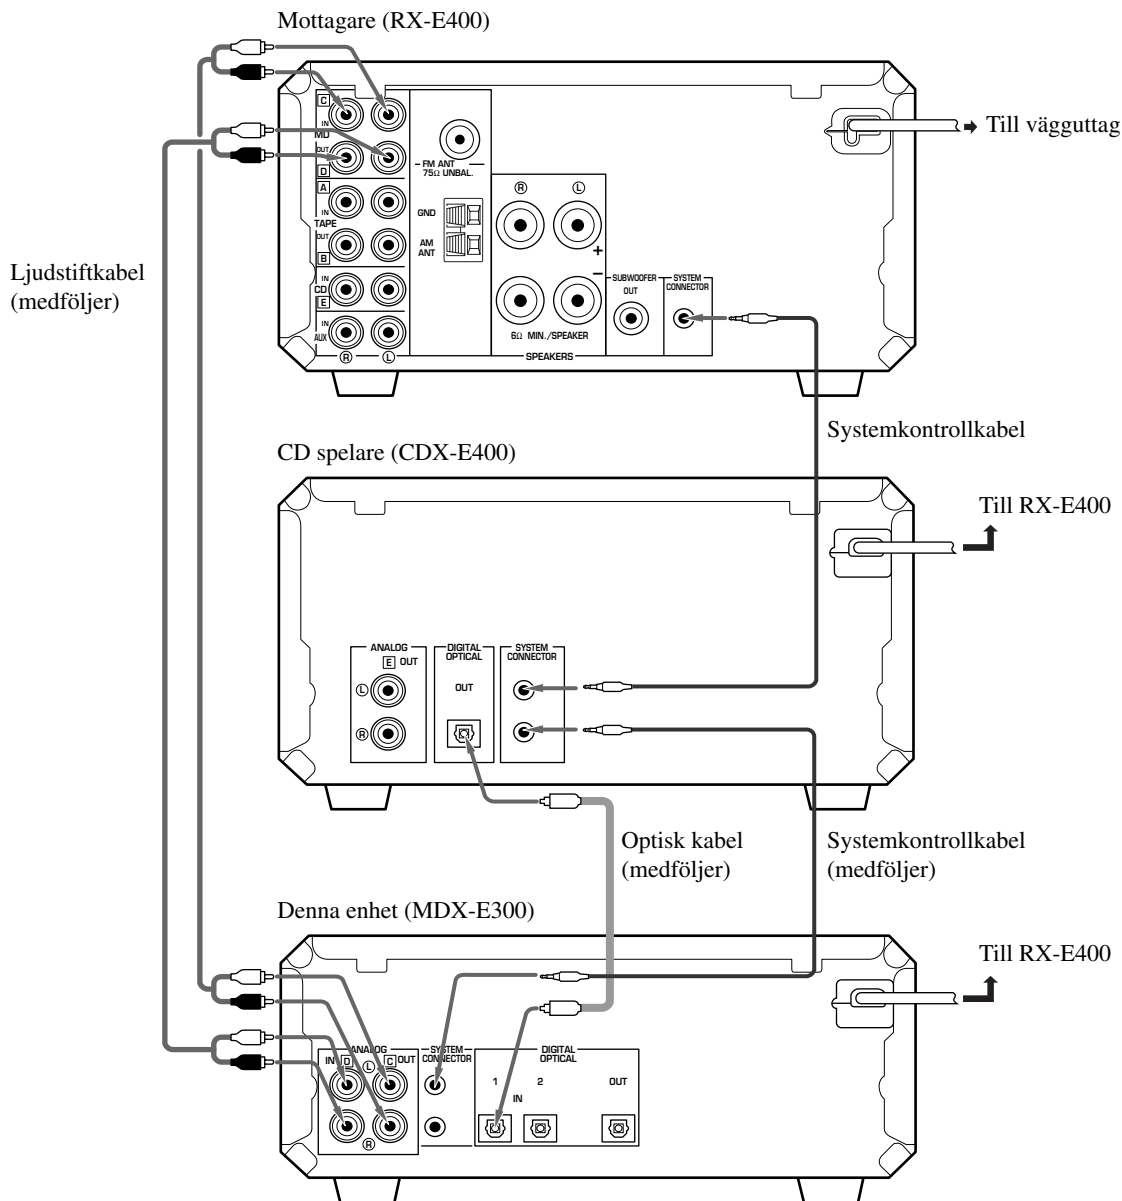 Mottagare (RX-E400)
C
IN
MD
OUT
D
A
IN
TAPE
OUT
B
IN
CD
E
IN
AUX
R L
FM ANT
75Ω UNBAL.
GND
AM
ANT
R L
+
−
6Ω MIN./SPEAKER
SPEAKERS
SUBWOOFER
OUT
SYSTEM
CONNECTOR
Till vägguttag
Ljudstiftkabel
(medföljer)
Systemkontrollkabel
CD spelare (CDX-E400)
Till RX-E400
ANALOG
E OUT
L
R
DIGITAL
OPTICAL
OUT
SYSTEM
CONNECTOR
Optisk kabel
(medföljer)
Systemkontrollkabel
(medföljer)
Denna enhet (MDX-E300)
Till RX-E400
ANALOG
IN D L C OUT
R
SYSTEM
CONNECTOR
DIGITAL
OPTICAL
1 2 OUT
IN